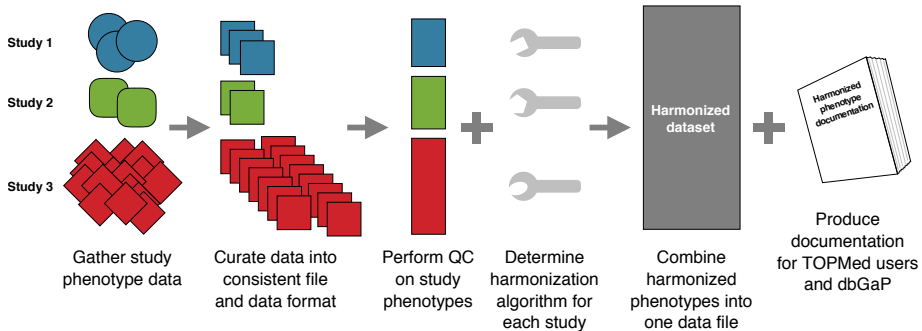 Study 1
Study 2
Study 3
Harmonized
dataset
Harmonized
phenotype
documentation
Gather study
phenotype data
Curate data into
consistent file
and data format
Perform QC
on study
phenotypes
Determine
harmonization
algorithm for
each study
Combine
harmonized
phenotypes into
one data file
Produce
documentation
for TOPMed users
and dbGaP